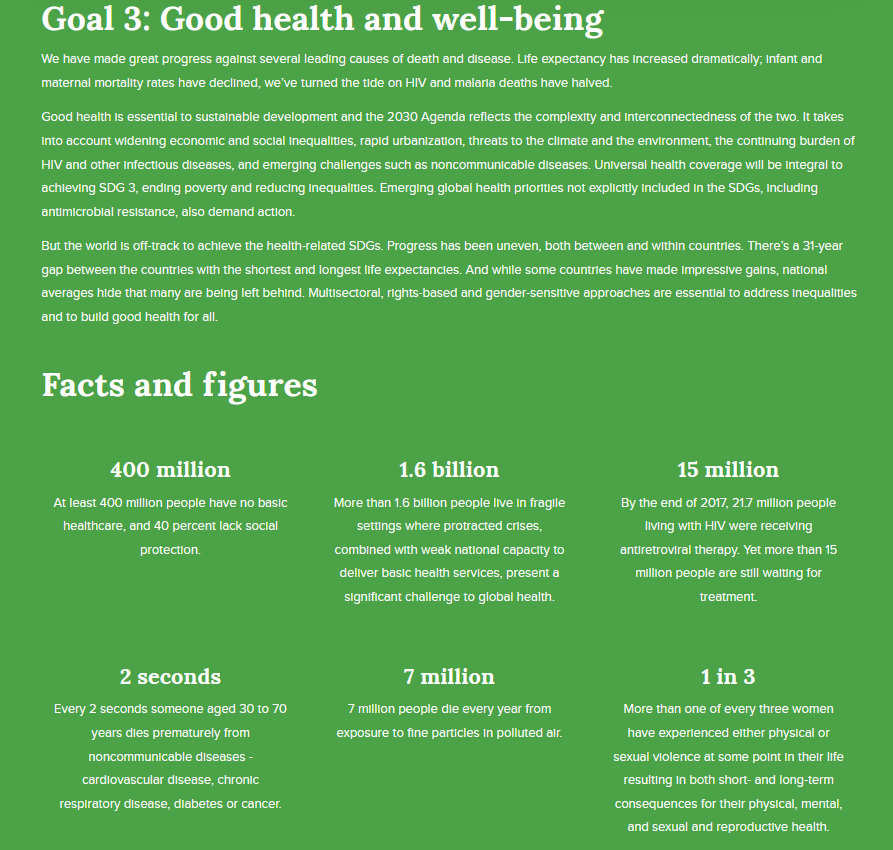 Goal 3: Good health and well-being
We have made great progress against several leading causes of death and disease. Life expectancy has increased dramatically; infant and
maternal mortality rates have declined, we've turned the tide on HIV and malaria deaths have halved.
Good health is essential to sustainable development and the 2030 Agenda reflects the complexity and interconnectedness of the two. It takes
into account widening economic and social inequalities, rapid urbanization, threats to the climate and the environment, the continuing burden of
HIV and other infectious diseases, and emerging challenges such as noncommunicable diseases. Universal health coverage will be integral to
achieving SDG 3, ending poverty and reducing inequalities. Emerging global health priorities not explicitly included in the SDGs, including
antimicrobial resistance, also demand action.
But the world is off-track to achieve the health-related SDGs. Progress has been uneven, both between and within countries. There's a 31-year
gap between the countries with the shortest and longest life expectancies. And while some countries have made impressive gains, national
averages hide that many are being left behind. Multisectoral, rights-based and gender-sensitive approaches are essential to address inequalities
and to build good health for all.
Facts and figures
400 million
At least 400 million people have no basic
healthcare, and 40 percent lack social
protection.
1.6 billion
More than 1.6 billion people live in fragile
settings where protracted crises,
combined with weak national capacity to
deliver basic health services, present a
significant challenge to global health.
15 million
By the end of 2017, 21.7 million people
living with HIV were receiving
antiretroviral therapy. Yet more than 15
million people are still waiting for
treatment.
2 seconds
Every 2 seconds someone aged 30 to 70
years dies prematurely from
noncommunicable diseases -
cardiovascular disease, chronic
respiratory disease, diabetes or cancer.
7 million
7 million people die every year from
exposure to fine particles in polluted air.
1 in 3
More than one of every three women
have experienced either physical or
sexual violence at some point in their life
resulting in both short- and long-term
consequences for their physical, mental,
and sexual and reproductive health.